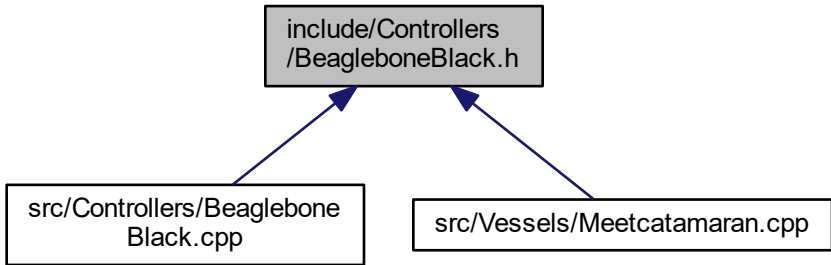 include/Controllers
/BeagleboneBlack.h
src/Controllers/Beaglebone
Black.cpp
src/Vessels/Meetcatamaran.cpp